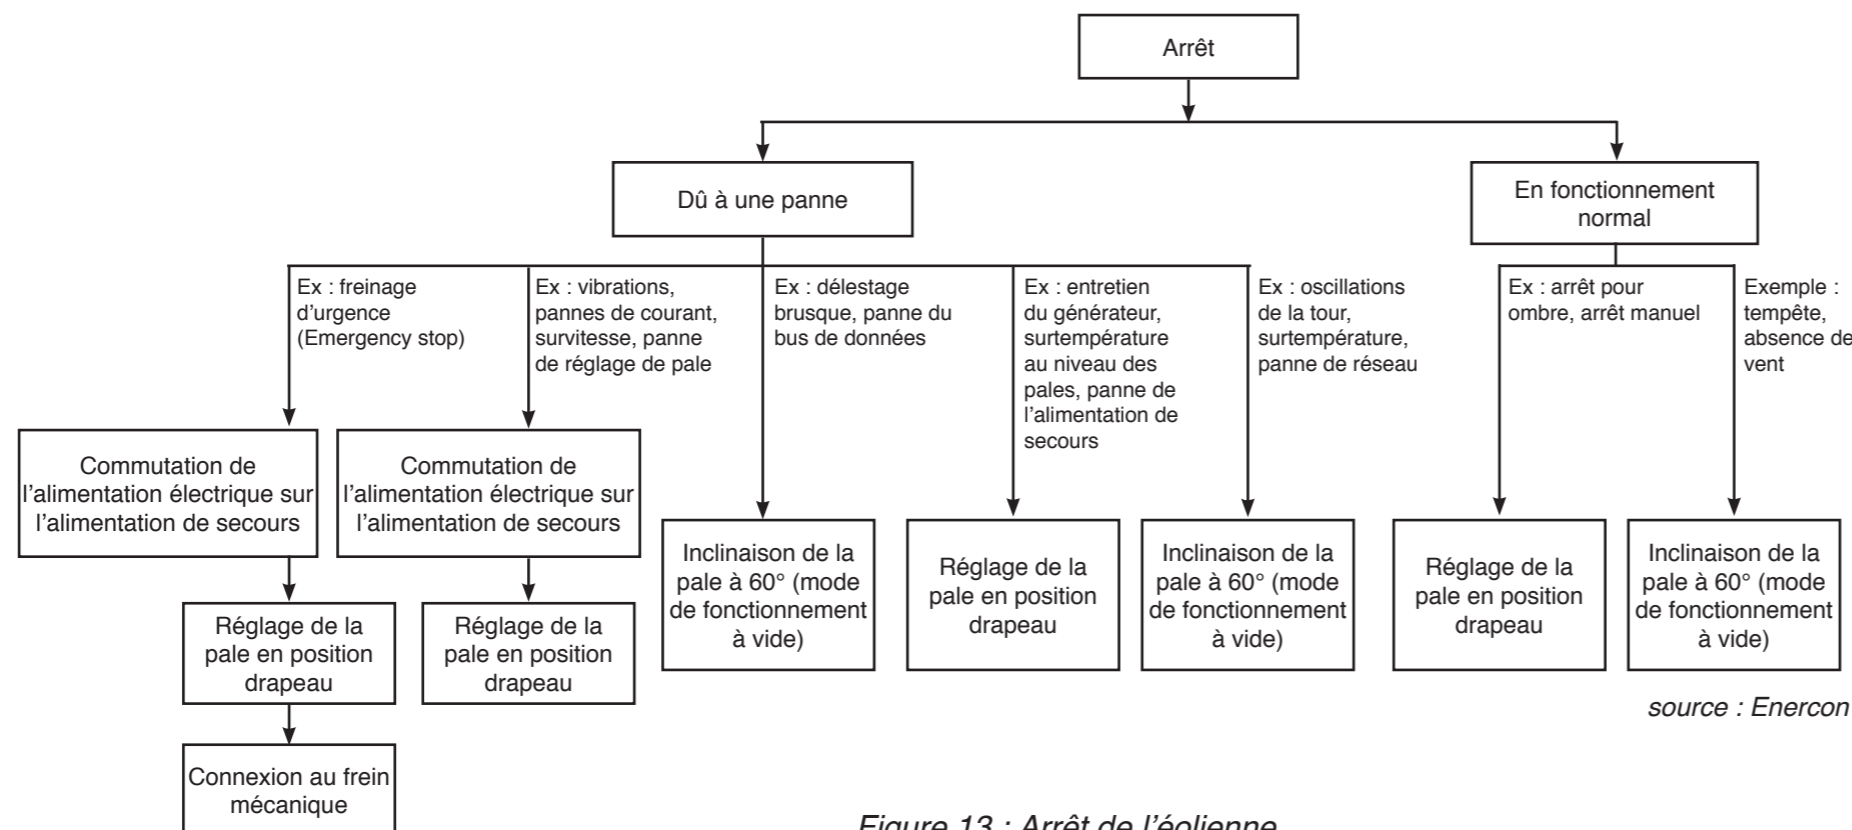 Arrêt
Dû à une panne
En fonctionnement
normal
Ex : freinage
d'urgence
(Emergency stop)
Ex : vibrations,
pannes de courant,
survitesse, panne
de réglage de pale
Ex : délestage
brusque, panne du
bus de données
Ex : entretien
du générateur,
surtempérature
au niveau des
pales, panne de
l'alimentation de
secours
Ex : oscillations
de la tour,
surtempérature,
panne de réseau
Ex : arrêt pour
ombre, arrêt manuel
Exemple :
tempête,
absence de
vent
Commutation de
l'alimentation électrique sur
l'alimentation de secours
Commutation de
l'alimentation électrique sur
l'alimentation de secours
Inclinaison de la
pale à 60° (mode
de fonctionnement
à vide)
Réglage de la
pale en position
drapeau
Inclinaison de la
pale à 60° (mode
de fonctionnement
à vide)
Réglage de la
pale en position
drapeau
Inclinaison de la
pale à 60° (mode
de fonctionnement
à vide)
Réglage de la
pale en position
drapeau
Réglage de la
pale en position
drapeau
source : Enercon
Connexion au frein
mécanique
Figure 13 : Arrêt de l'éolienne